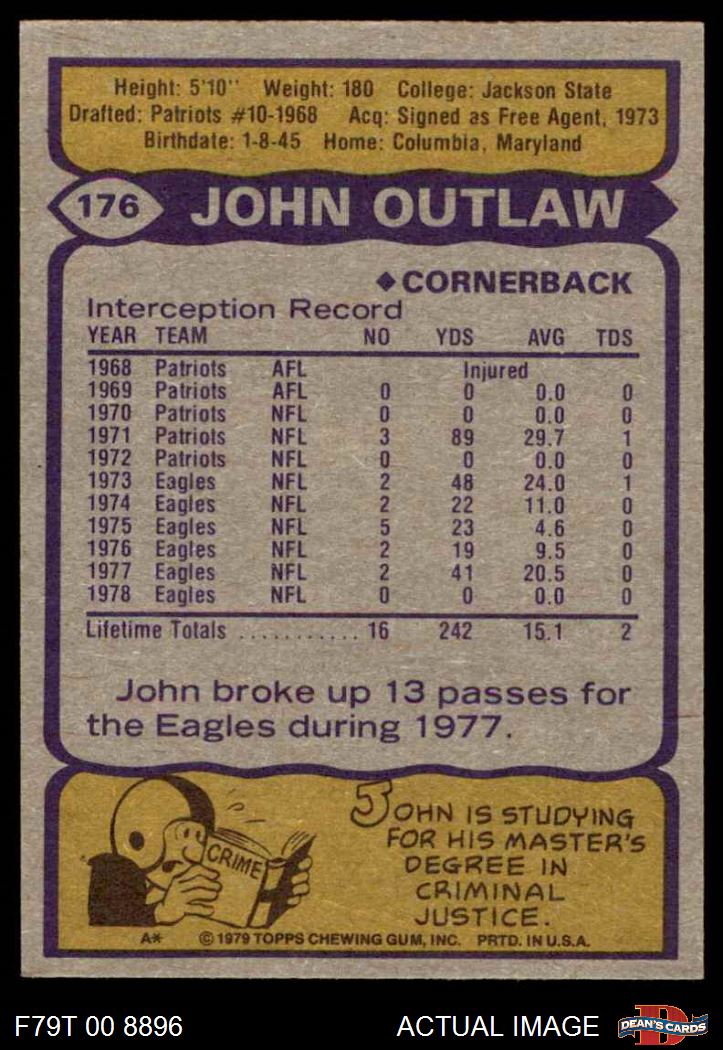 Height: 5'10'' Weight: 180 College: Jackson State
Drafted: Patriots #10-1968 Acq: Signed as Free Agent, 1973
Birthdate: 1-8-45 Home: Columbia, Maryland
176 JOHN OUTLAW
◆CORNERBACK
Interception Record
YEAR TEAM NO YDS AVG TDS
1968 Patriots AFL Injured
1969 Patriots AFL 0 0 0.0 0
1970 Patriots NFL 0 0 0.0 0
1971 Patriots NFL 3 89 29.7 1
1972 Patriots NFL 0 0 0.0 0
1973 Eagles NFL 2 48 24.0 1
1974 Eagles NFL 2 22 11.0 0
1975 Eagles NFL 5 23 4.6 0
1976 Eagles NFL 2 19 9.5 0
1977 Eagles NFL 2 41 20.5 0
1978 Eagles NFL 0 0 0.0 0
Lifetime Totals ........... 16 242 15.1 2
John broke up 13 passes for
the Eagles during 1977.
CRIME
JOHN IS STUDYING
FOR HIS MASTER'S
DEGREE IN
CRIMINAL
JUSTICE.
A* © 1979 TOPPS CHEWING GUM, INC. PRTD. IN U.S.A.
F79T 00 8896 ACTUAL IMAGE
D
DEAN'S CARDS